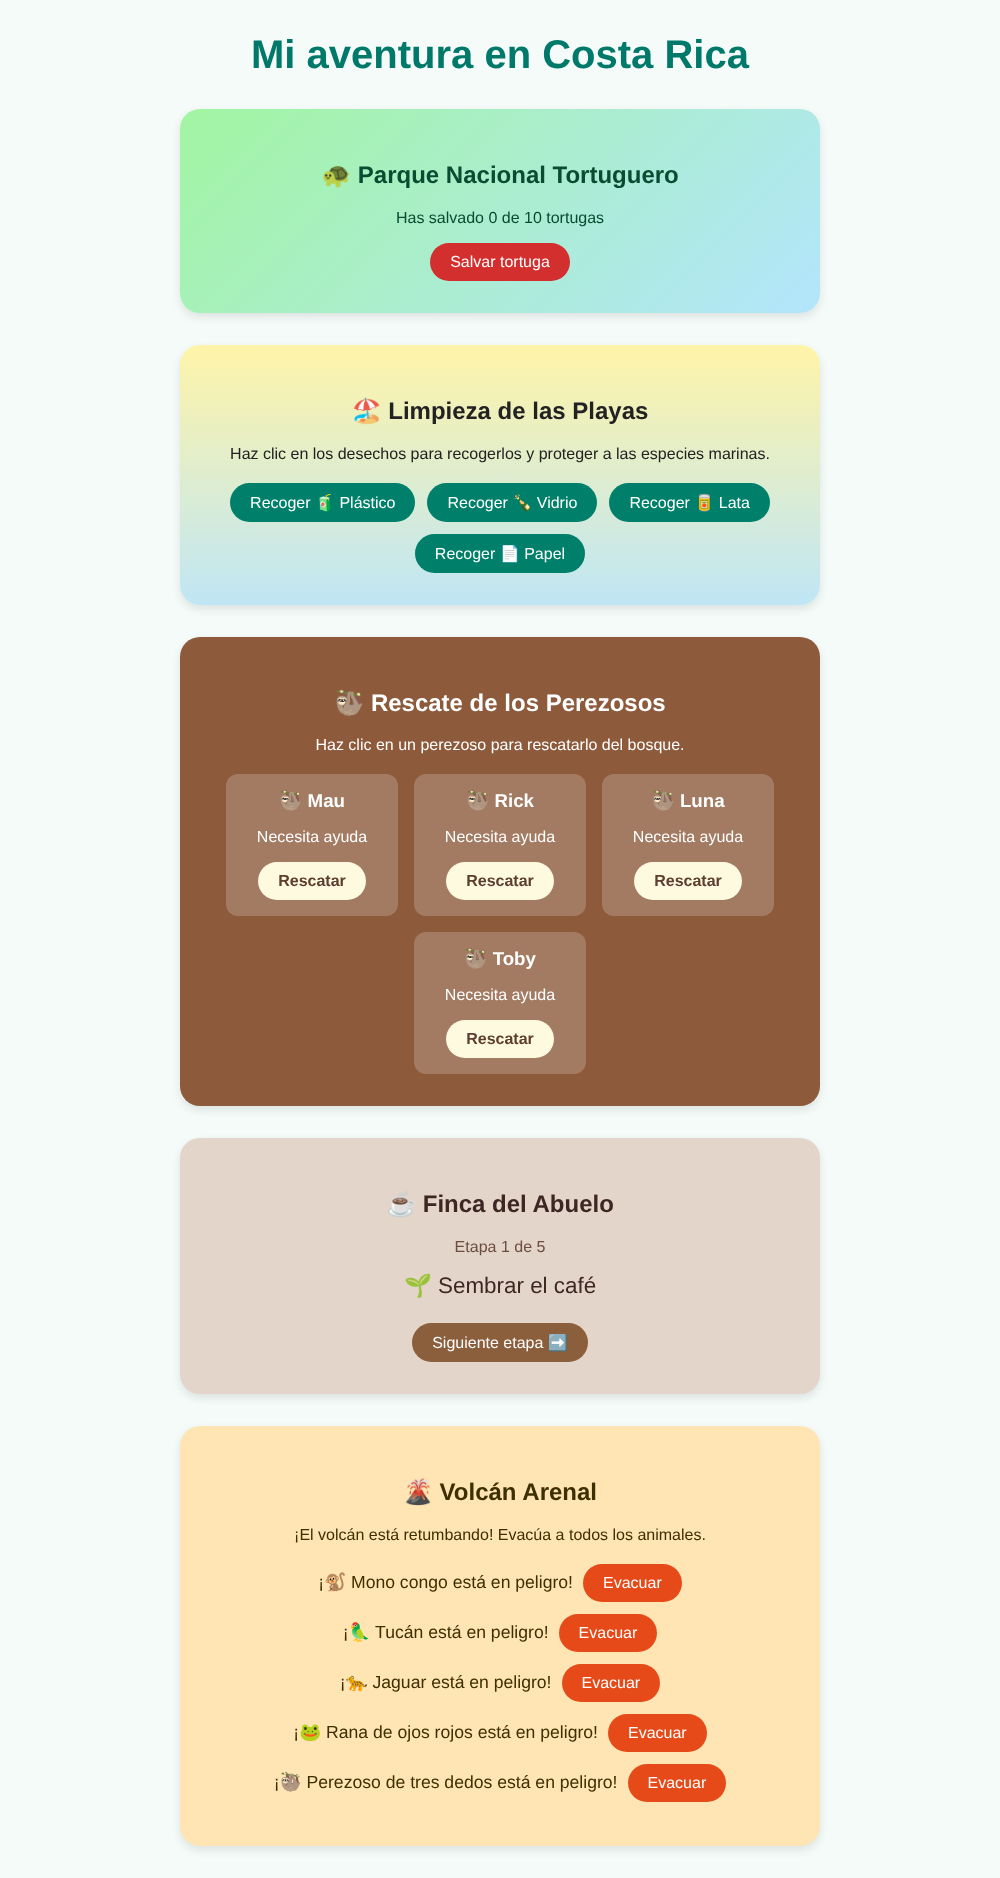 Mi aventura en Costa Rica
🐢 Parque Nacional Tortuguero
Has salvado 0 de 10 tortugas
Salvar tortuga
🏖️ Limpieza de las Playas
Haz clic en los desechos para recogerlos y proteger a las especies marinas.
Recoger 🧃 Plástico
Recoger 🍾 Vidrio
Recoger 🥫 Lata
Recoger 📄 Papel
🦥 Rescate de los Perezosos
Haz clic en un perezoso para rescatarlo del bosque.
🦥 Mau
Necesita ayuda
Rescatar
🦥 Rick
Necesita ayuda
Rescatar
🦥 Luna
Necesita ayuda
Rescatar
🦥 Toby
Necesita ayuda
Rescatar
☕ Finca del Abuelo
Etapa 1 de 5
🌱 Sembrar el café
Siguiente etapa ➡️
🌋 Volcán Arenal
¡El volcán está retumbando! Evacúa a todos los animales.
¡🐒 Mono congo está en peligro! Evacuar
¡🦜 Tucán está en peligro! Evacuar
¡🐆 Jaguar está en peligro! Evacuar
¡🐸 Rana de ojos rojos está en peligro! Evacuar
¡🦥 Perezoso de tres dedos está en peligro! Evacuar